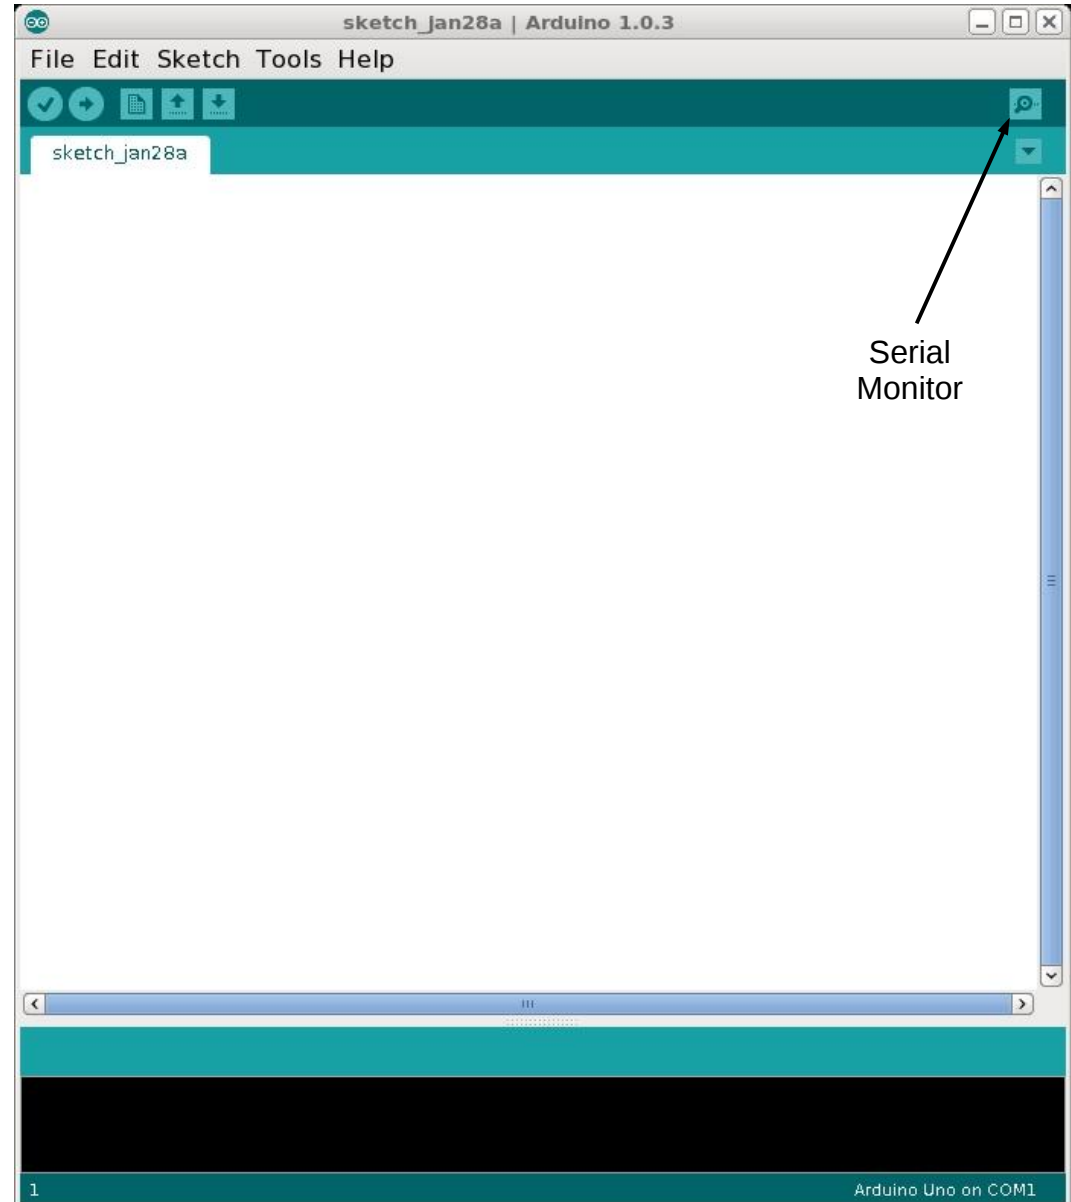 sketch_jan28a | Arduino 1.0.3
File Edit Sketch Tools Help
sketch_jan28a
Serial
Monitor
1
Arduino Uno on COM1